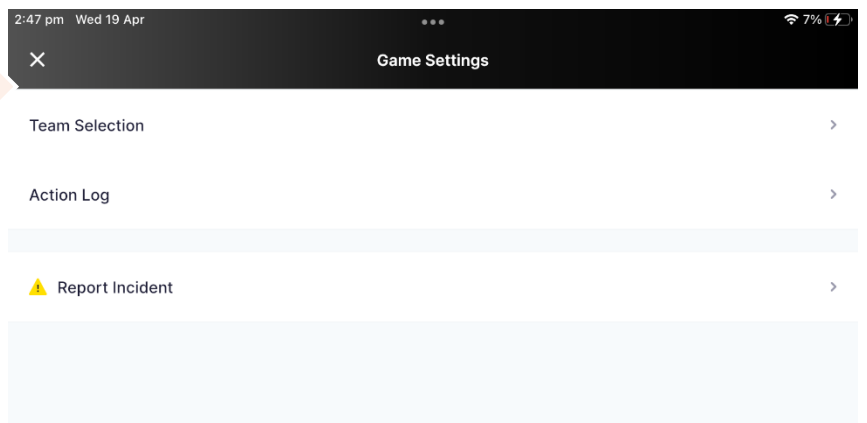 2:47 pm Wed 19 Apr 7%
Game Settings
Team Selection
Action Log
Report Incident